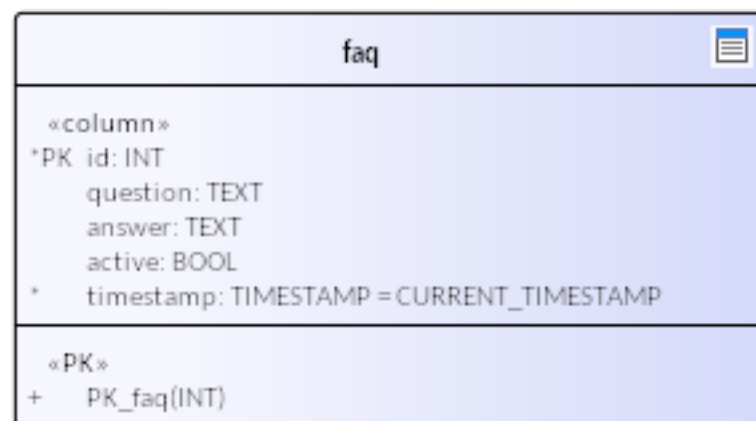 faq
«column»
*PK id: INT
question: TEXT
answer: TEXT
active: BOOL
* timestamp: TIMESTAMP = CURRENT_TIMESTAMP
«PK»
+ PK_faq(INT)